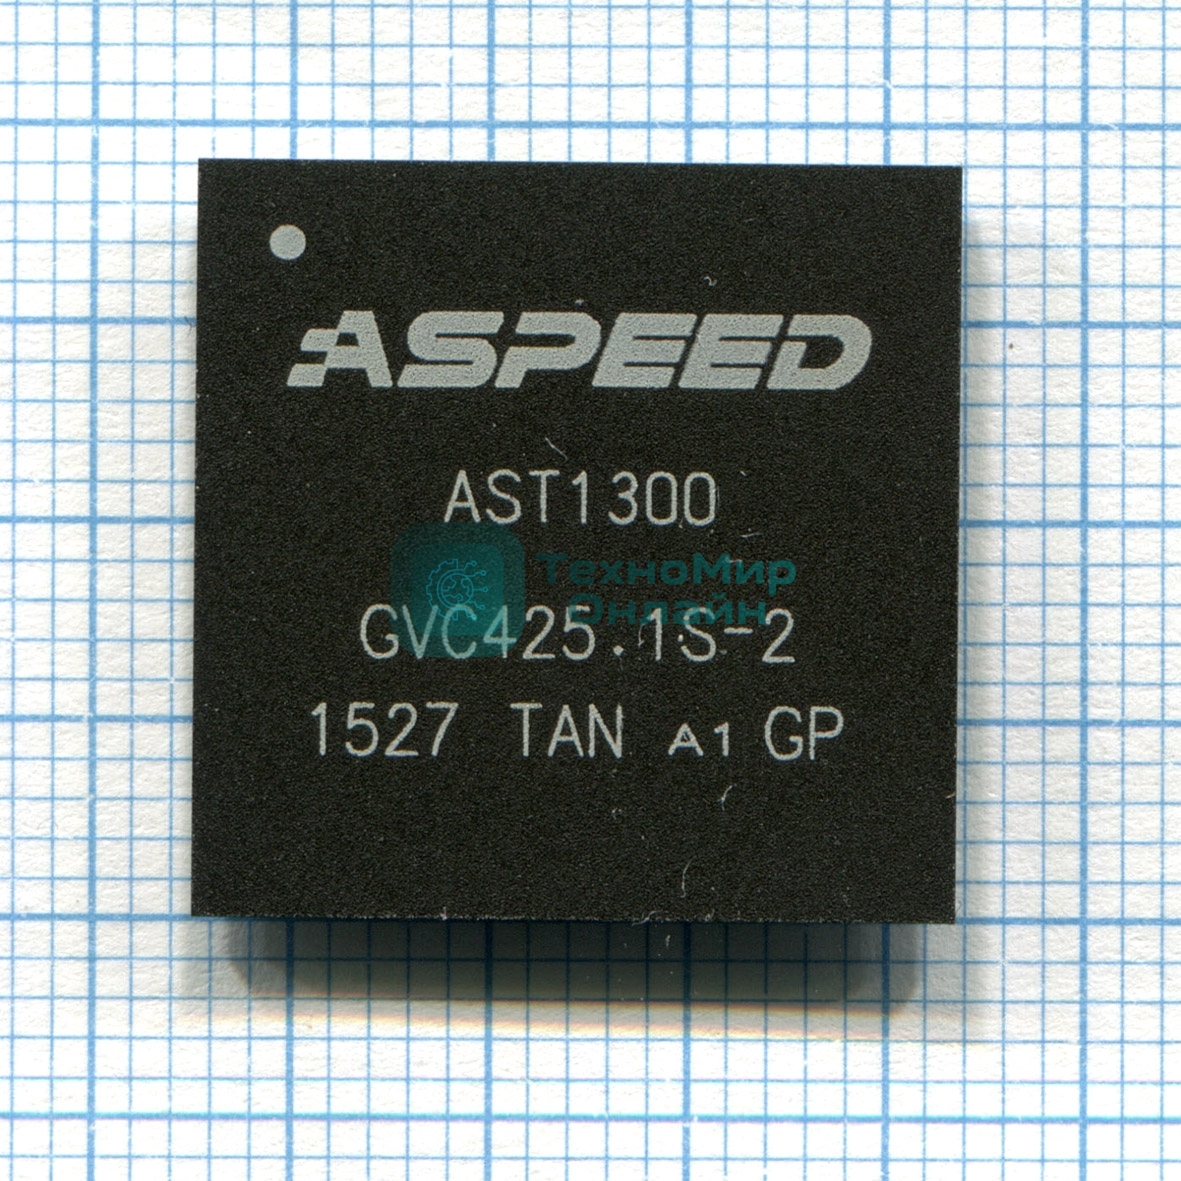 ASPEED
AST1300
ТехноМир
Онлайн
GVC425.1S-2
1527 TAN A1 GP